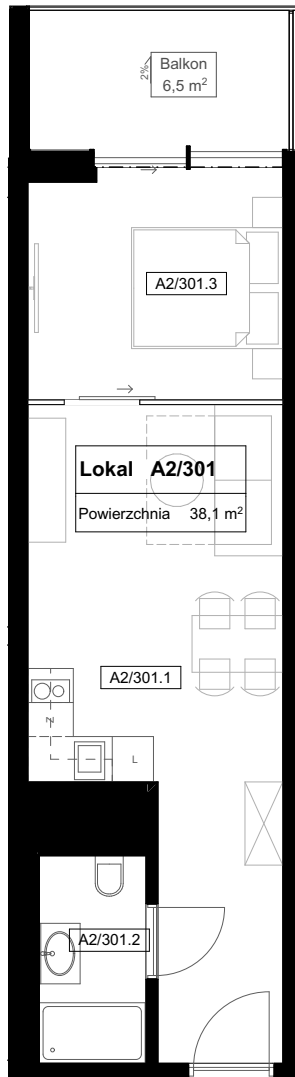 2%
Balkon
6,5 m²
A2/301.3
Lokal A2/301
Powierzchnia 38,1 m²
A2/301.1
N
L
A2/301.2